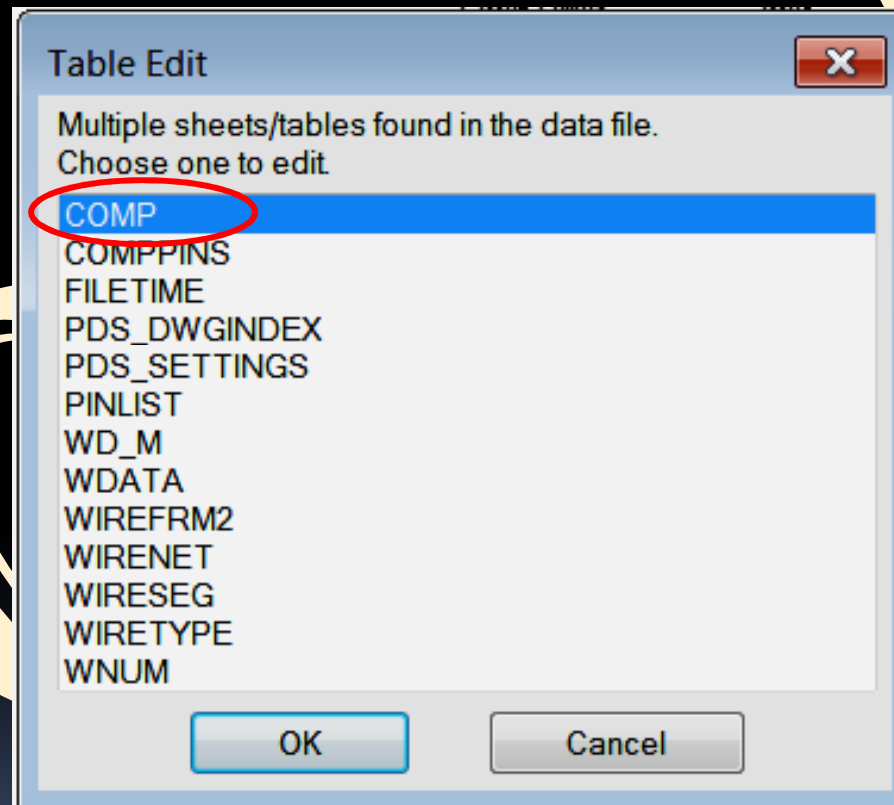 Table Edit
Multiple sheets/tables found in the data file.
Choose one to edit.
COMP
COMPPINS
FILETIME
PDS_DWGINDEX
PDS_SETTINGS
PINLIST
WD_M
WDATA
WIREFRM2
WIRENET
WIRESEG
WIRETYPE
WNUM
OK
Cancel